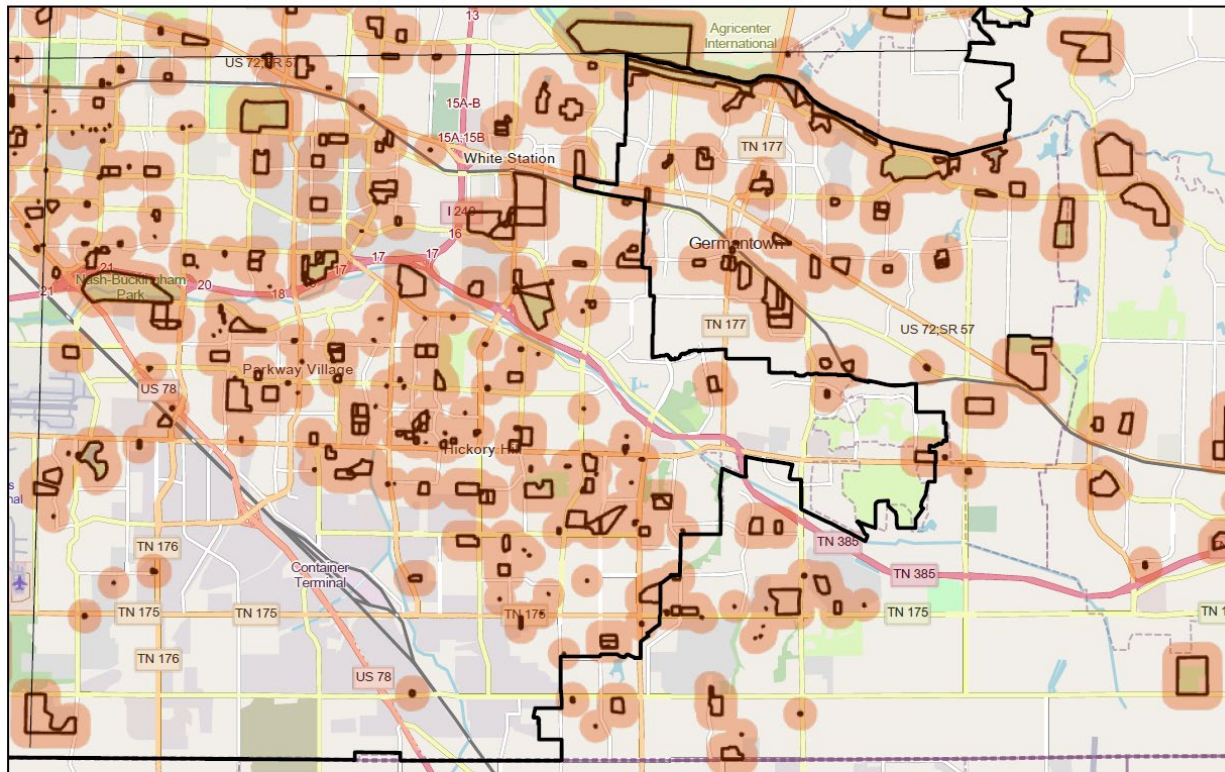 13
Agricenter
International
US 72;SR 5
15A-B
15A;15B
White Station
TN 177
I 240
16
17
17
17
Germantown
21
20
18
21
Nash-Buckingham
Park
TN 177
US 72;SR 57
Parkway Village
US 78
Hickory Hill
TN 176
TN 385
Container
Terminal
TN 385
TN 175
TN 175
TN 175
TN 175
TN 1
TN 176
US 78